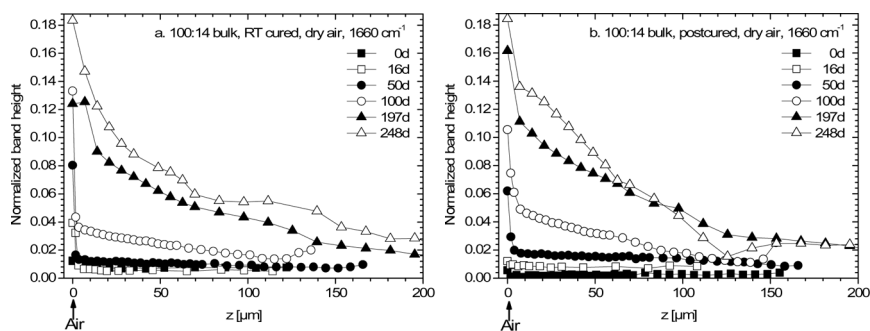 a. 100:14 bulk, RT cured, dry air, 1660 cm⁻¹
0d
16d
50d
100d
197d
248d
Normalized band height
0.18
0.16
0.14
0.12
0.10
0.08
0.06
0.04
0.02
0.00
0
50
100
150
200
z [µm]
Air
b. 100:14 bulk, postcured, dry air, 1660 cm⁻¹
0d
16d
50d
100d
197d
248d
Normalized band height
0.18
0.16
0.14
0.12
0.10
0.08
0.06
0.04
0.02
0.00
0
50
100
150
200
z [µm]
Air